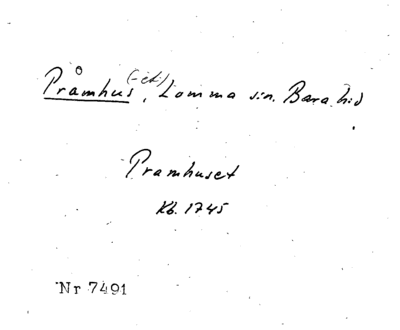 Pråmhus(-et), Lomma sn. Bara hd
Pramhuset
Kb. 1745
Nr 7491